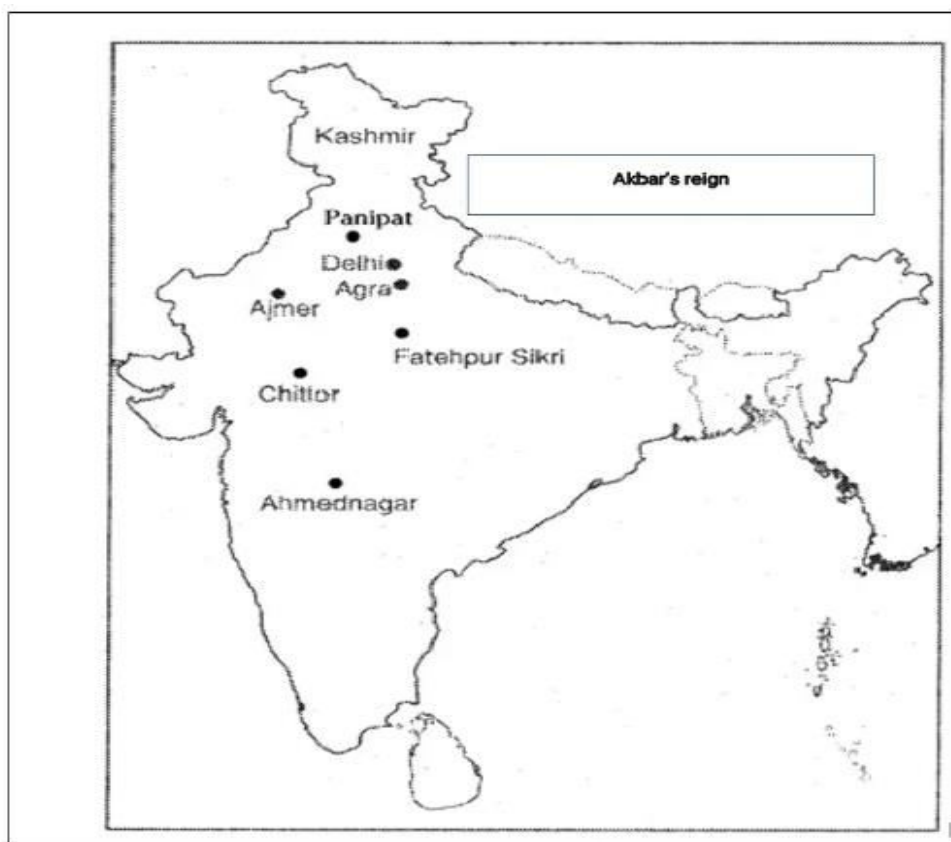 Kashmir
Akbar's reign
Panipat
Delhi
Agra
Ajmer
Fatehpur Sikri
Chittor
Ahmednagar